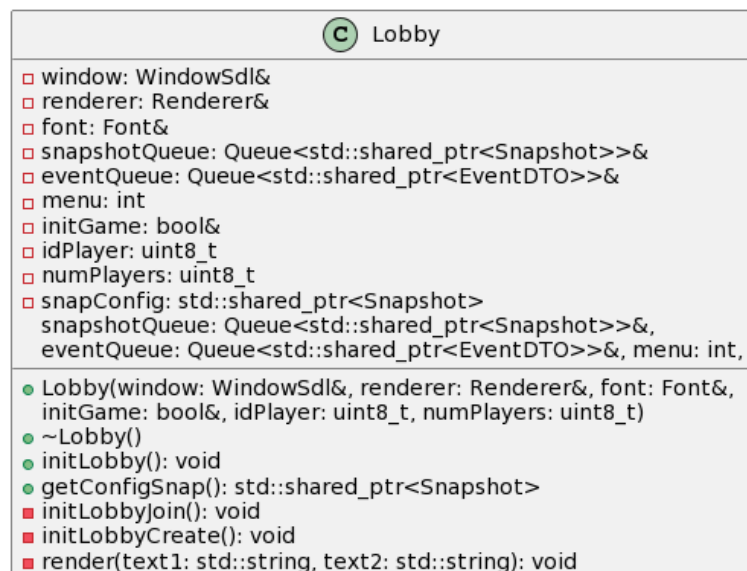 C Lobby
window: WindowSdl&
renderer: Renderer&
font: Font&
snapshotQueue: Queue<std::shared_ptr<Snapshot>>&
eventQueue: Queue<std::shared_ptr<EventDTO>>&
menu: int
initGame: bool&
idPlayer: uint8_t
numPlayers: uint8_t
snapConfig: std::shared_ptr<Snapshot>
snapshotQueue: Queue<std::shared_ptr<Snapshot>>&,
eventQueue: Queue<std::shared_ptr<EventDTO>>&, menu: int,
Lobby(window: WindowSdl&, renderer: Renderer&, font: Font&,
initGame: bool&, idPlayer: uint8_t, numPlayers: uint8_t)
~Lobby()
initLobby(): void
getConfigSnap(): std::shared_ptr<Snapshot>
initLobbyJoin(): void
initLobbyCreate(): void
render(text1: std::string, text2: std::string): void